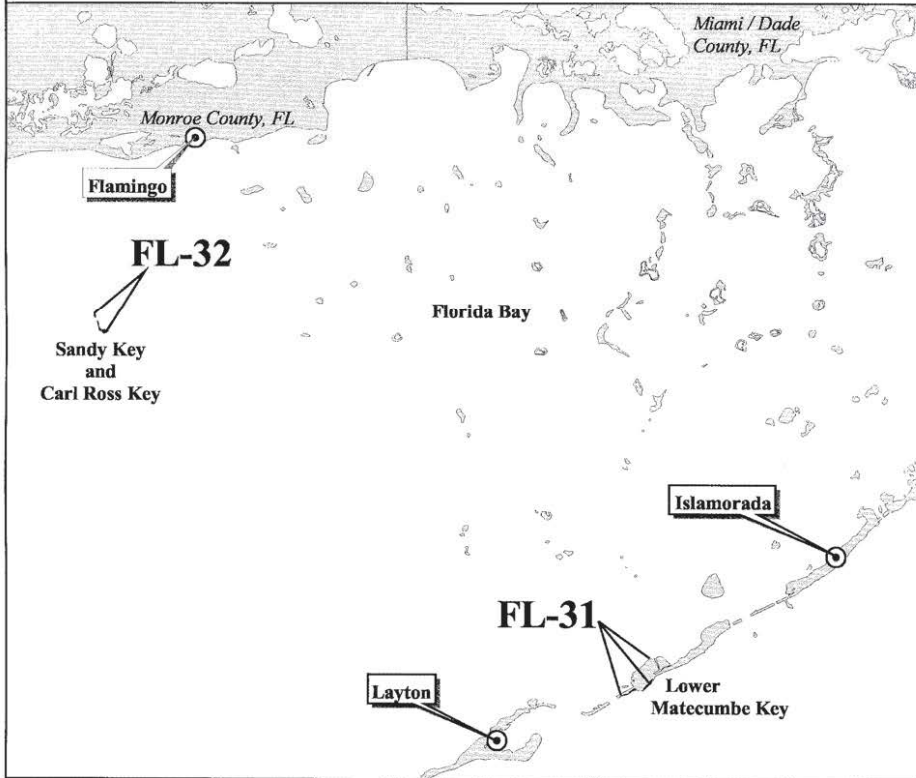 Miami / Dade
County, FL
Monroe County, FL
Flamingo
FL-32
Florida Bay
Sandy Key
and
Carl Ross Key
Islamorada
FL-31
Lower
Matecumbe Key
Layton